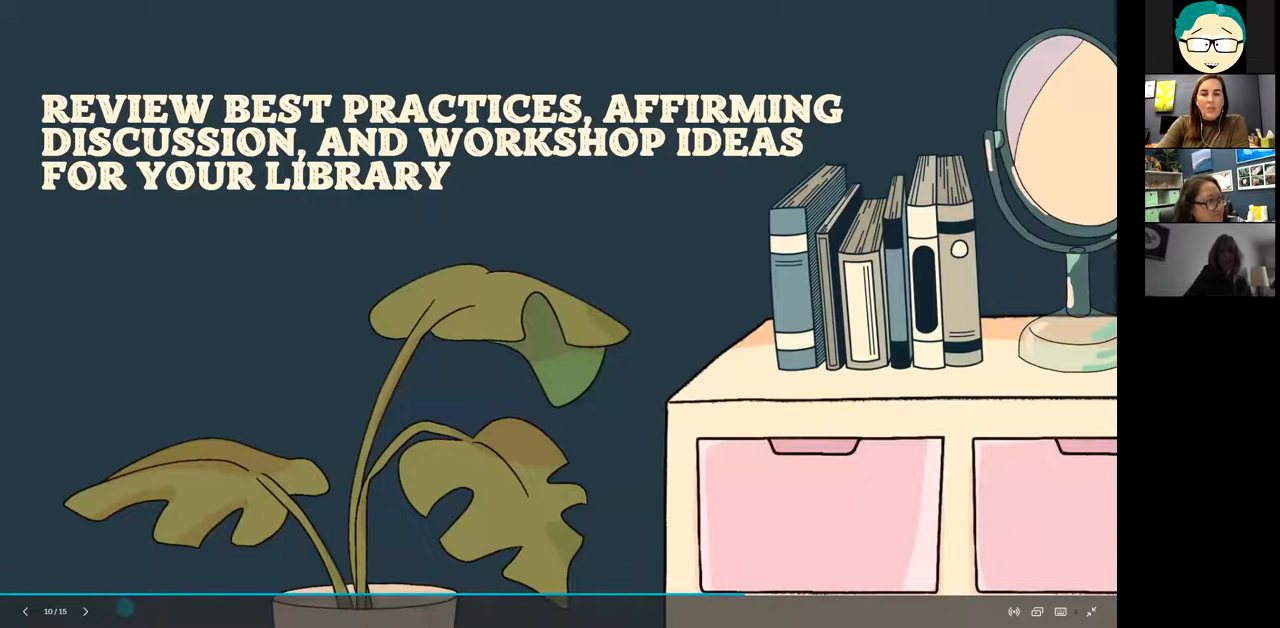 REVIEW BEST PRACTICES, AFFIRMING
DISCUSSION, AND WORKSHOP IDEAS
FOR YOUR LIBRARY
10 / 15